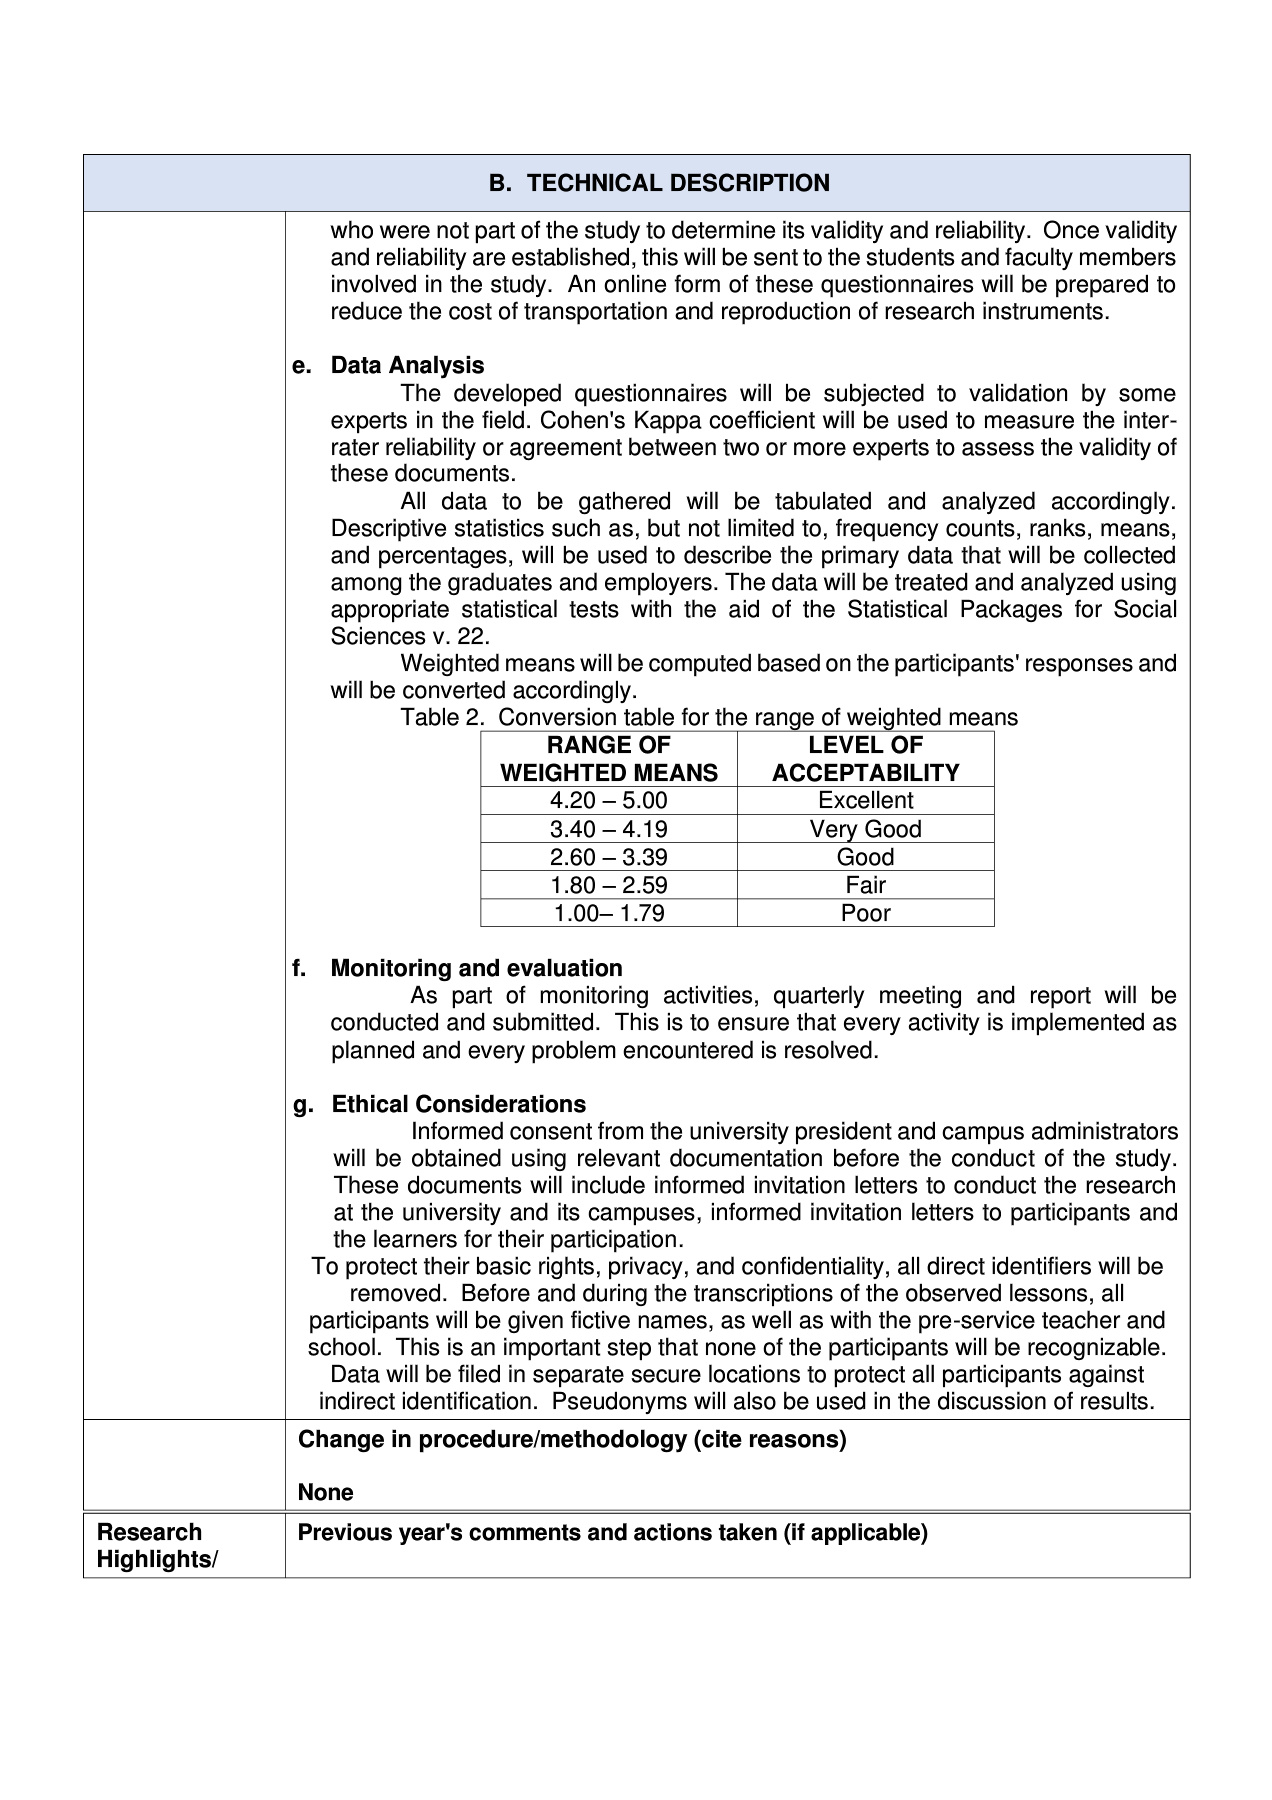 B. TECHNICAL DESCRIPTION
who were not part of the study to determine its validity and reliability. Once validity
and reliability are established, this will be sent to the students and faculty members
involved in the study. An online form of these questionnaires will be prepared to
reduce the cost of transportation and reproduction of research instruments.
e. Data Analysis
The developed questionnaires will be subjected to validation by some
experts in the field. Cohen's Kappa coefficient will be used to measure the inter-
rater reliability or agreement between two or more experts to assess the validity of
these documents.
All data to be gathered will be tabulated and analyzed accordingly.
Descriptive statistics such as, but not limited to, frequency counts, ranks, means,
and percentages, will be used to describe the primary data that will be collected
among the graduates and employers. The data will be treated and analyzed using
appropriate statistical tests with the aid of the Statistical Packages for Social
Sciences v. 22.
Weighted means will be computed based on the participants' responses and
will be converted accordingly.
Table 2. Conversion table for the range of weighted means
RANGE OF WEIGHTED MEANS LEVEL OF ACCEPTABILITY
4.20 – 5.00 Excellent
3.40 – 4.19 Very Good
2.60 – 3.39 Good
1.80 – 2.59 Fair
1.00– 1.79 Poor
f. Monitoring and evaluation
As part of monitoring activities, quarterly meeting and report will be
conducted and submitted. This is to ensure that every activity is implemented as
planned and every problem encountered is resolved.
g. Ethical Considerations
Informed consent from the university president and campus administrators
will be obtained using relevant documentation before the conduct of the study.
These documents will include informed invitation letters to conduct the research
at the university and its campuses, informed invitation letters to participants and
the learners for their participation.
To protect their basic rights, privacy, and confidentiality, all direct identifiers will be
removed. Before and during the transcriptions of the observed lessons, all
participants will be given fictive names, as well as with the pre-service teacher and
school. This is an important step that none of the participants will be recognizable.
Data will be filed in separate secure locations to protect all participants against
indirect identification. Pseudonyms will also be used in the discussion of results.
Change in procedure/methodology (cite reasons)
None
Research
Highlights/
Previous year's comments and actions taken (if applicable)